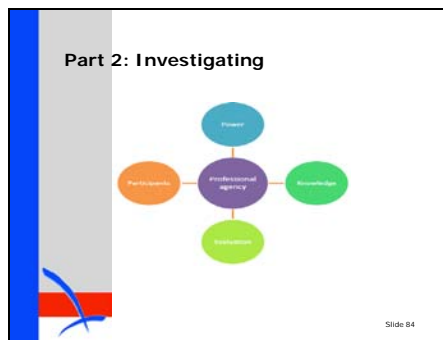 Part 2: Investigating
Power
Participants
Professional
agency
Knowledge
Evaluation
Slide 84